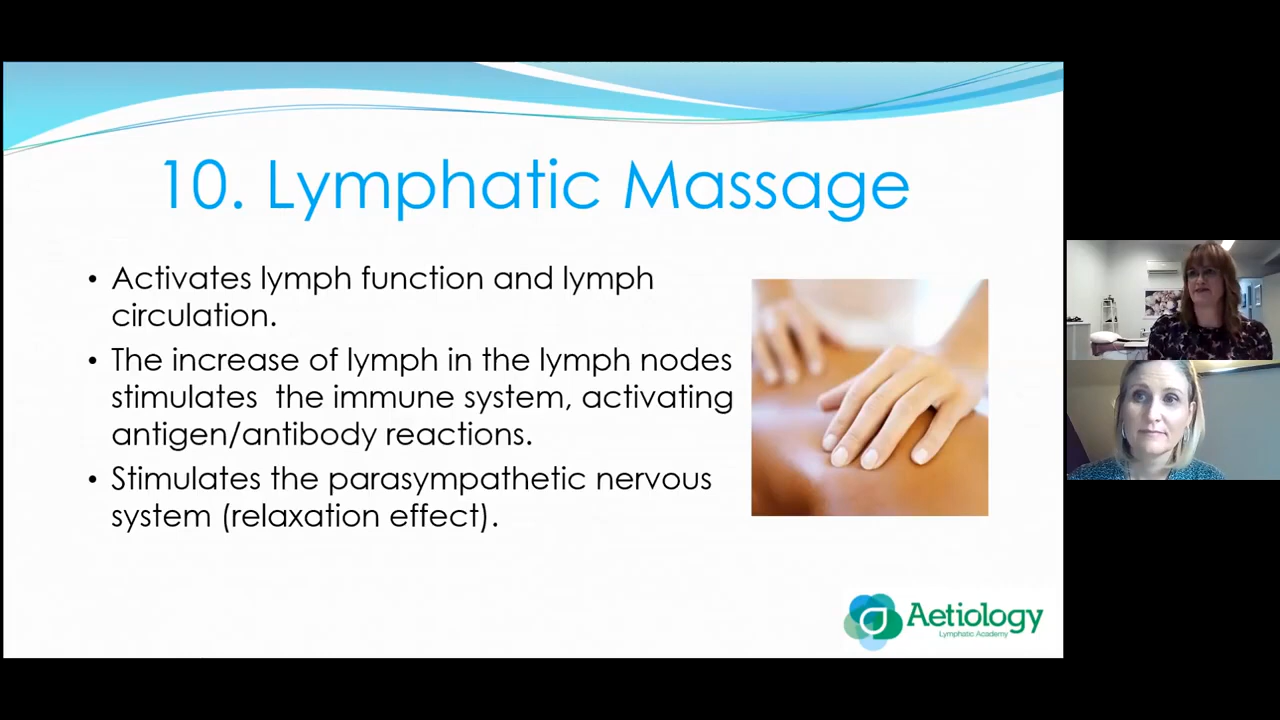 10. Lymphatic Massage
• Activates lymph function and lymph
circulation.
• The increase of lymph in the lymph nodes
stimulates  the immune system, activating
antigen/antibody reactions.
• Stimulates the parasympathetic nervous
system (relaxation effect).
Aetiology
Lymphatic Academy